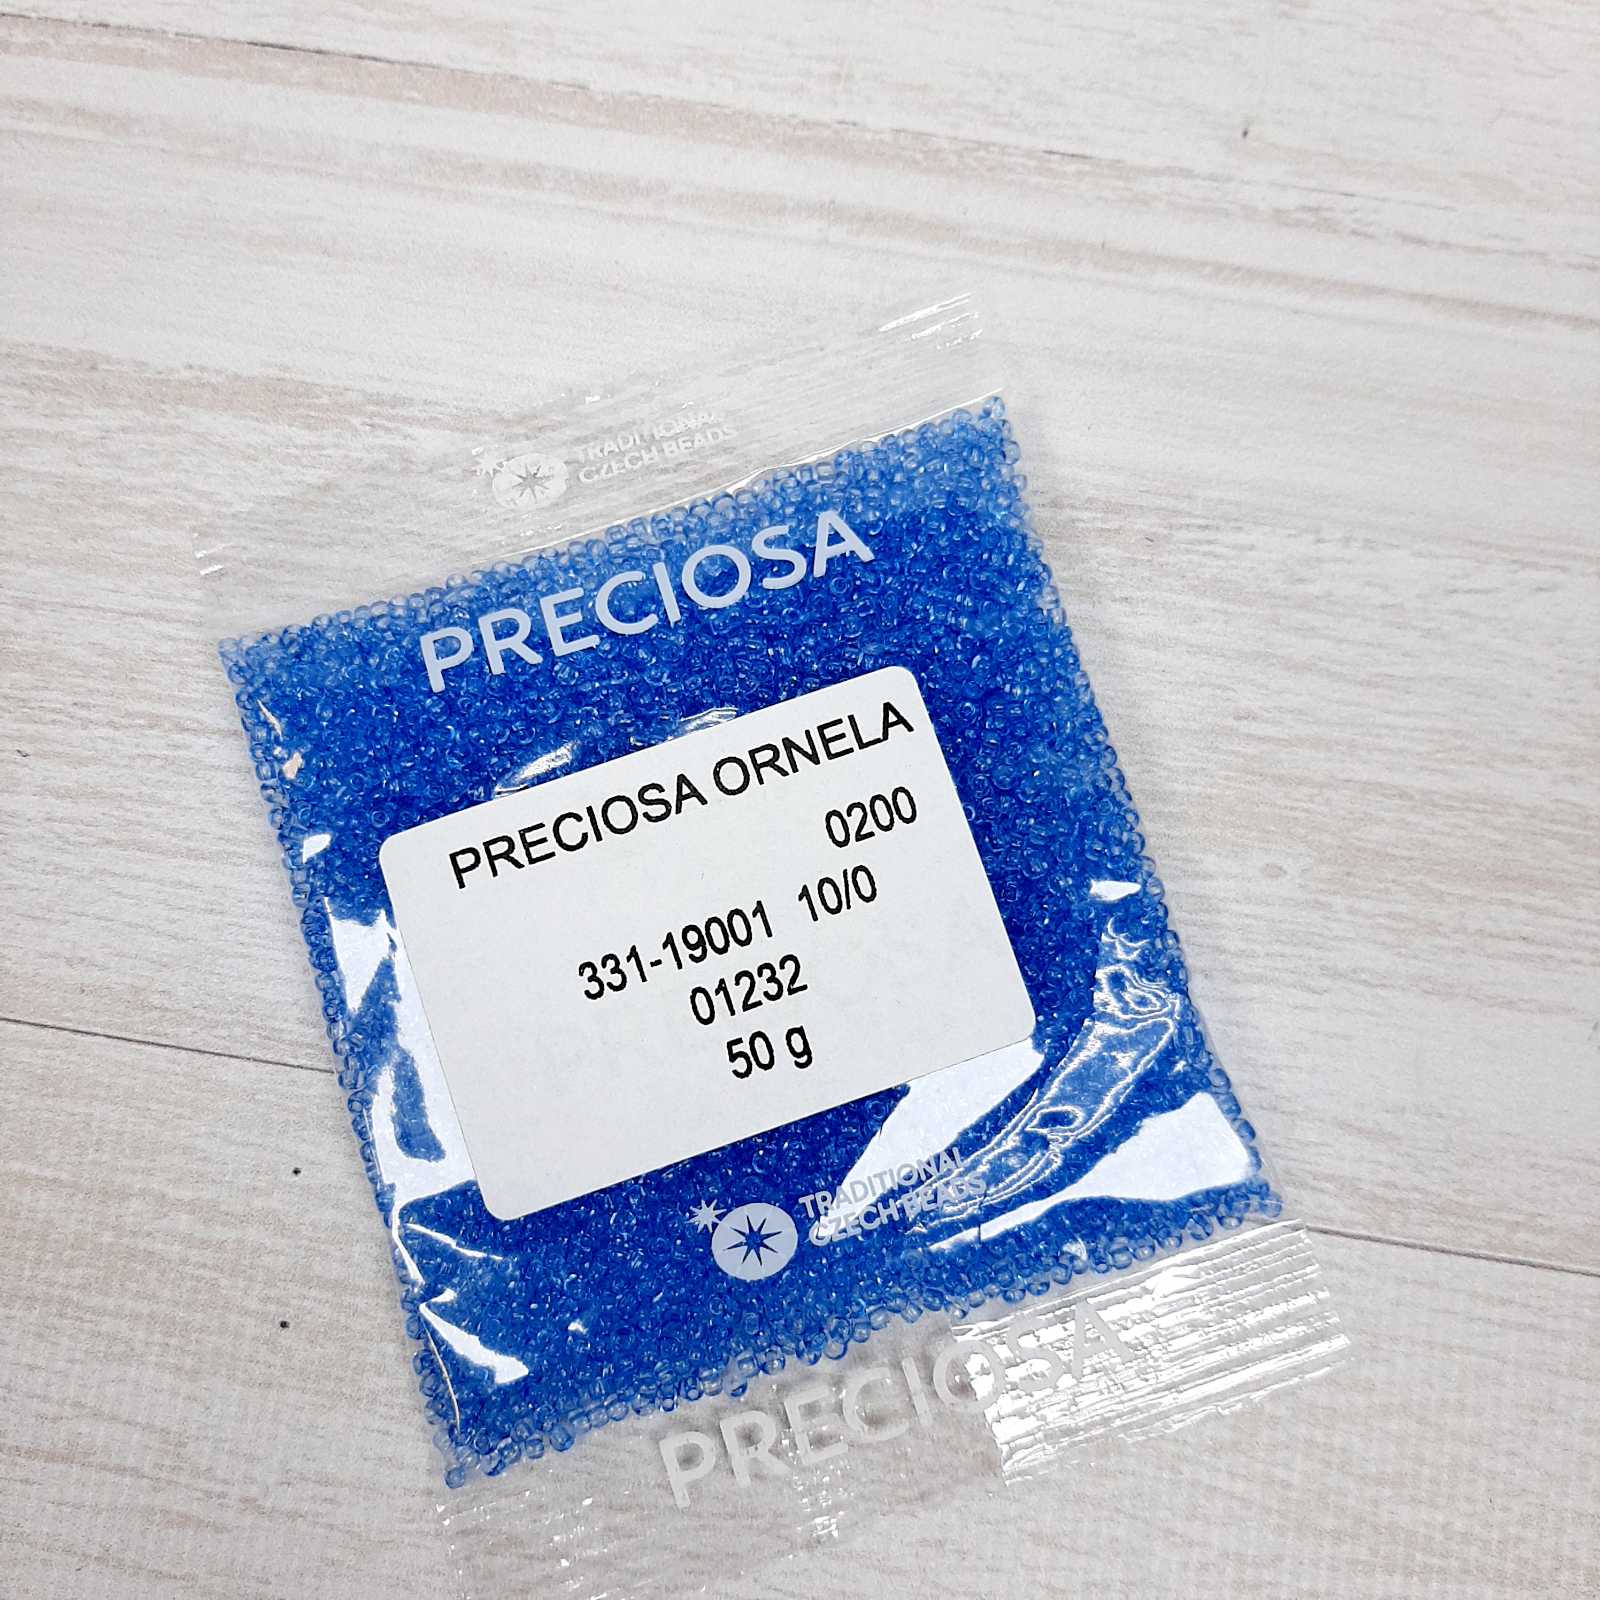 TRADITIONAL
CZECH BEADS
PRECIOSA
PRECIOSA ORNELA
0200
331-19001 10/0
01232
50 g
TRADITIONAL
CZECH BEADS
PRECIOSA